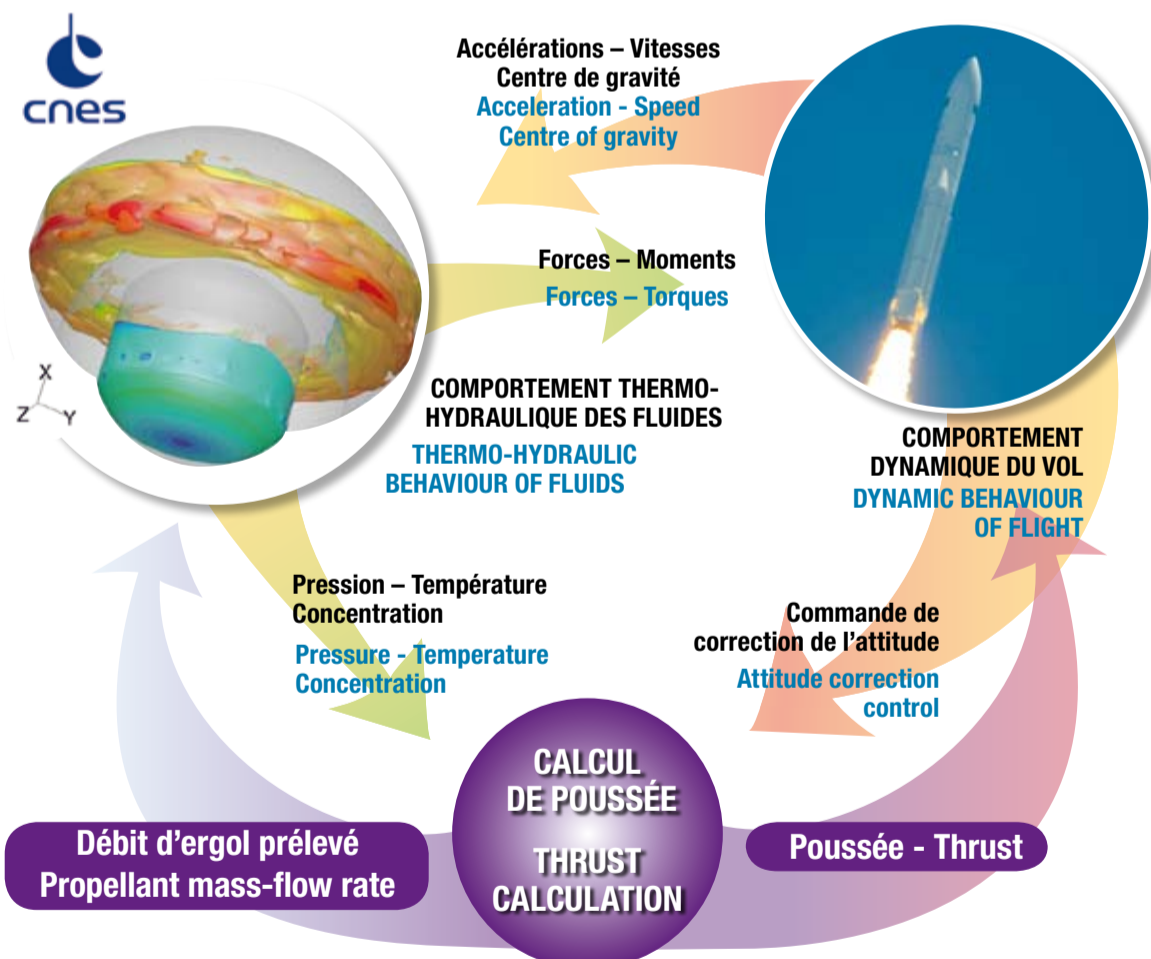 cnes
Accélérations – Vitesses
Centre de gravité
Acceleration - Speed
Centre of gravity
Forces – Moments
Forces – Torques
X
Z
Y
COMPORTEMENT THERMO-
HYDRAULIQUE DES FLUIDES
THERMO-HYDRAULIC
BEHAVIOUR OF FLUIDS
COMPORTEMENT
DYNAMIQUE DU VOL
DYNAMIC BEHAVIOUR
OF FLIGHT
Pression – Température
Concentration
Pressure - Temperature
Concentration
Commande de
correction de l’attitude
Attitude correction
control
CALCUL
DE POUSSÉE
THRUST
CALCULATION
Débit d’ergol prélevé
Propellant mass-flow rate
Poussée - Thrust